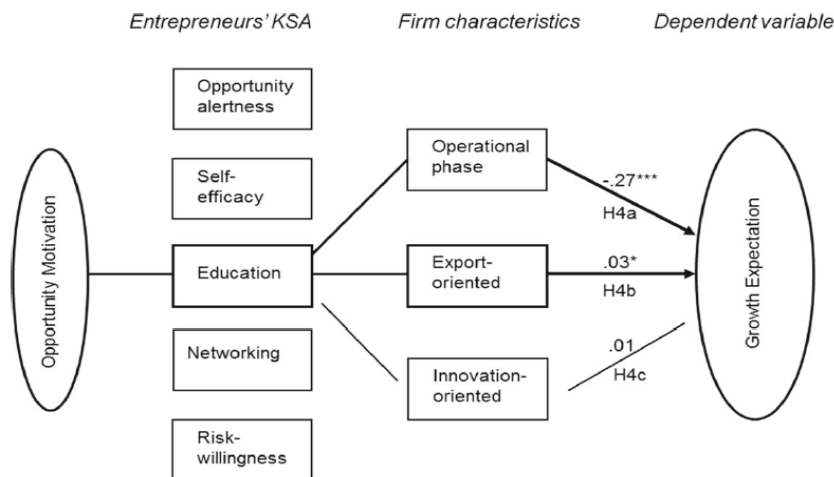 Entrepreneurs' KSA
Firm characteristics
Dependent variable
Opportunity
alertness
Self-
efficacy
Education
Networking
Risk-
willingness
Opportunity Motivation
Operational
phase
Export-
oriented
Innovation-
oriented
-.27***
H4a
.03*
H4b
.01
H4c
Growth Expectation